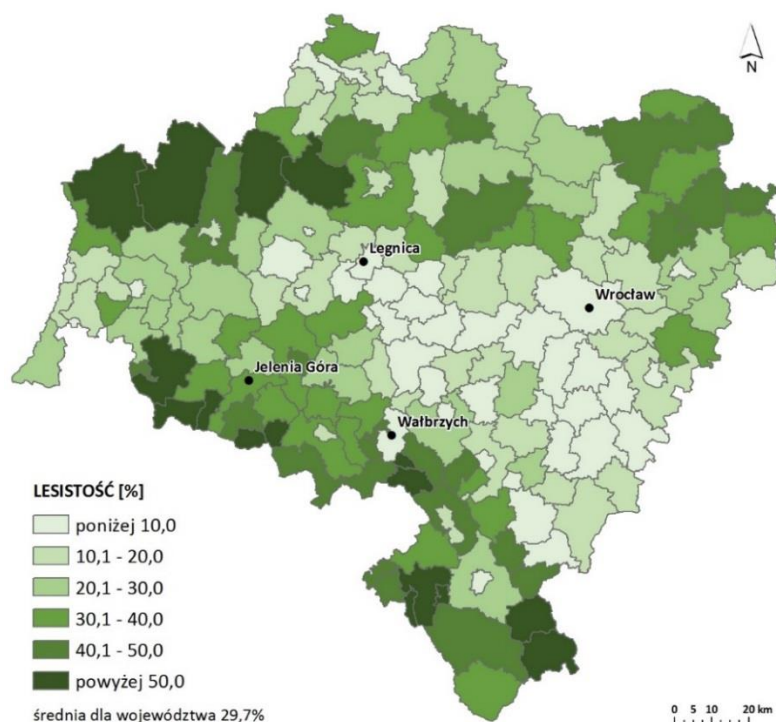 N
Legnica
Wrocław
Jelenia Góra
Wałbrzych
LESISTOŚĆ [%]
poniżej 10,0
10,1 - 20,0
20,1 - 30,0
30,1 - 40,0
40,1 - 50,0
powyżej 50,0
średnia dla województwa 29,7%
0 5 10 20 km